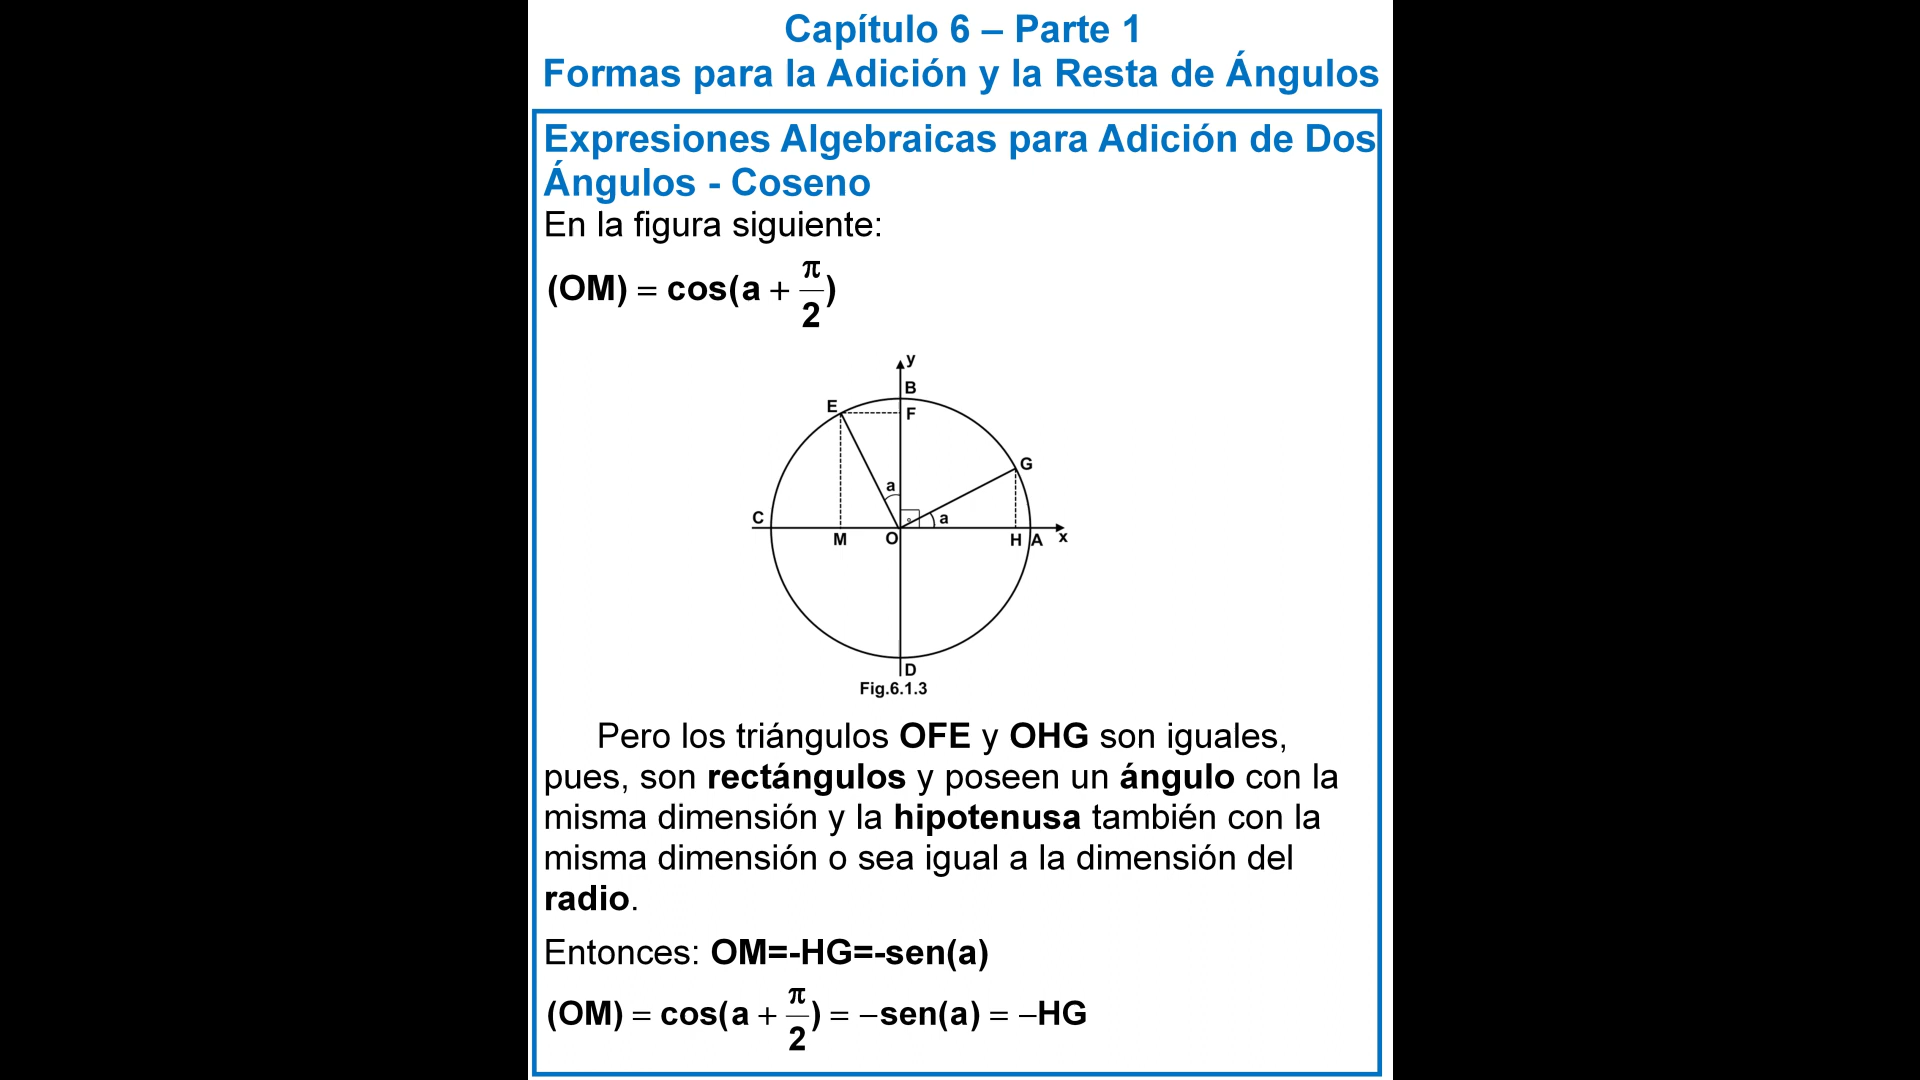 Capítulo 6 – Parte 1
Formas para la Adición y la Resta de Ángulos
Expresiones Algebraicas para Adición de Dos
Ángulos - Coseno
En la figura siguiente:
(OM) = cos(a + π/2)
y
B
E
F
G
a
C
a
M
O
H
A
x
D
Fig.6.1.3
Pero los triángulos OFE y OHG son iguales,
pues, son rectángulos y poseen un ángulo con la
misma dimensión y la hipotenusa también con la
misma dimensión o sea igual a la dimensión del
radio.
Entonces: OM=-HG=-sen(a)
(OM) = cos(a + π/2) = −sen(a) = −HG